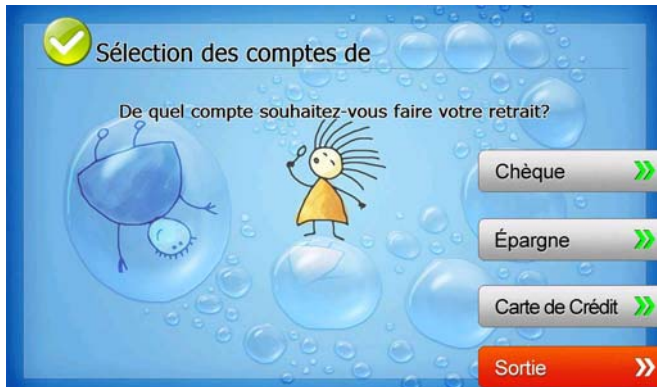 Sélection des comptes de
De quel compte souhaitez-vous faire votre retrait?
Chèque
Épargne
Carte de Crédit
Sortie